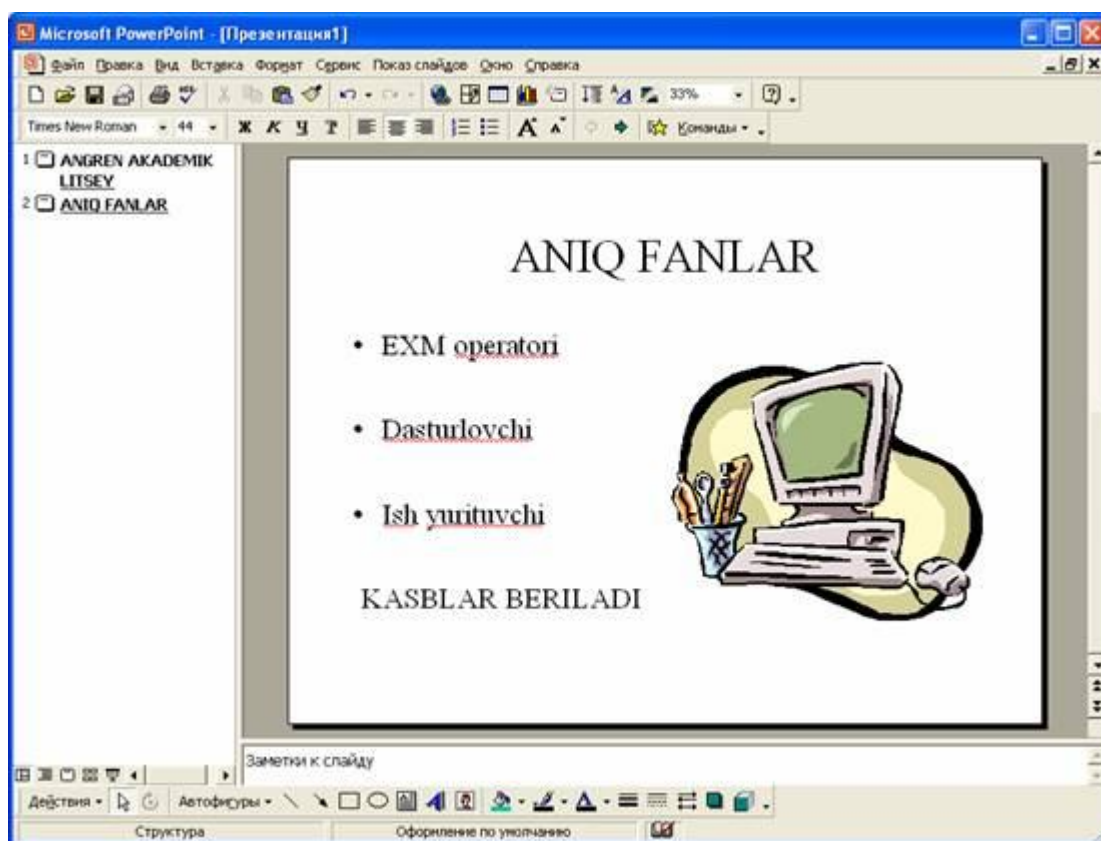 Microsoft PowerPoint - [Презентация1]
Файл Правка Вид Вставка Формат Сервис Показ слайдов Окно Справка
33%
Times New Roman 44 Ж К Ч Т А А Команды
1 ANGREN AKADEMIK
LITSEY
2 ANIQ FANLAR
ANIQ FANLAR
• EXM operatori
• Dasturlovchi
• Ish yurituvchi
KASBLAR BERILADI
Заметки к слайду
Действия Автофигуры
Структура Оформление по умолчанию